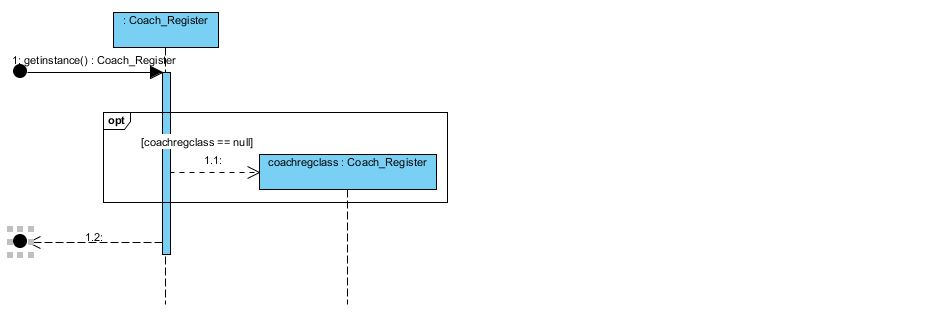 : Coach_Register
1: getinstance() : Coach_Register
opt
[coachregclass == null]
1.1:
coachregclass : Coach_Register
1.2: